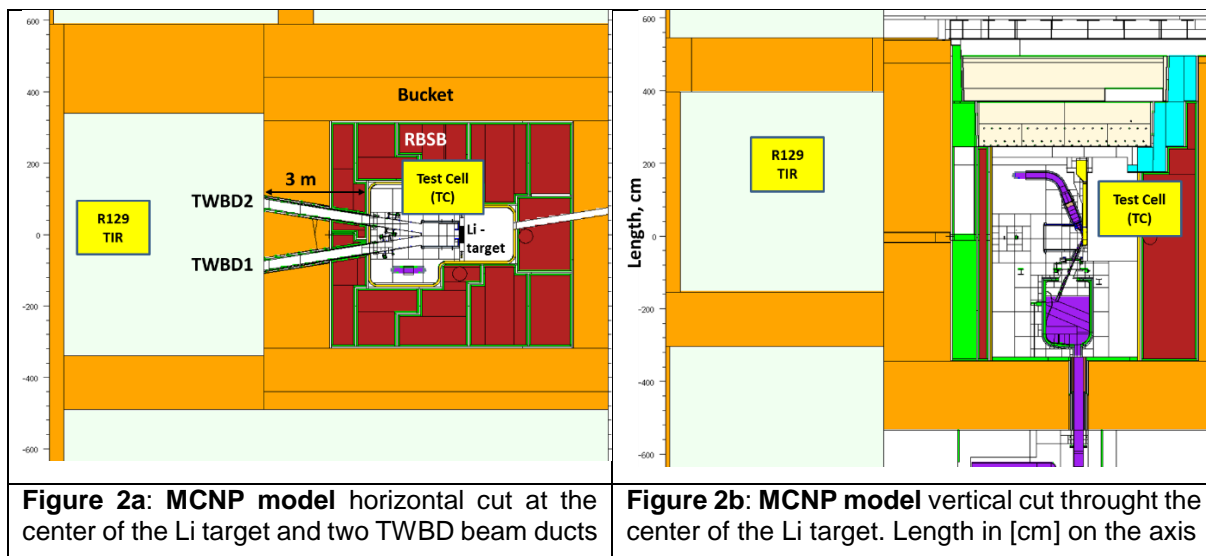 600
400
200
0
-200
-400
-600
Bucket
RBSB
3 m
Test Cell
(TC)
TWBD2
R129
TIR
Li -
target
TWBD1
Length, cm
600
400
200
0
-200
-400
-600
R129
TIR
Test Cell
(TC)
Figure 2a: MCNP model horizontal cut at the
center of the Li target and two TWBD beam ducts
Figure 2b: MCNP model vertical cut throught the
center of the Li target. Length in [cm] on the axis